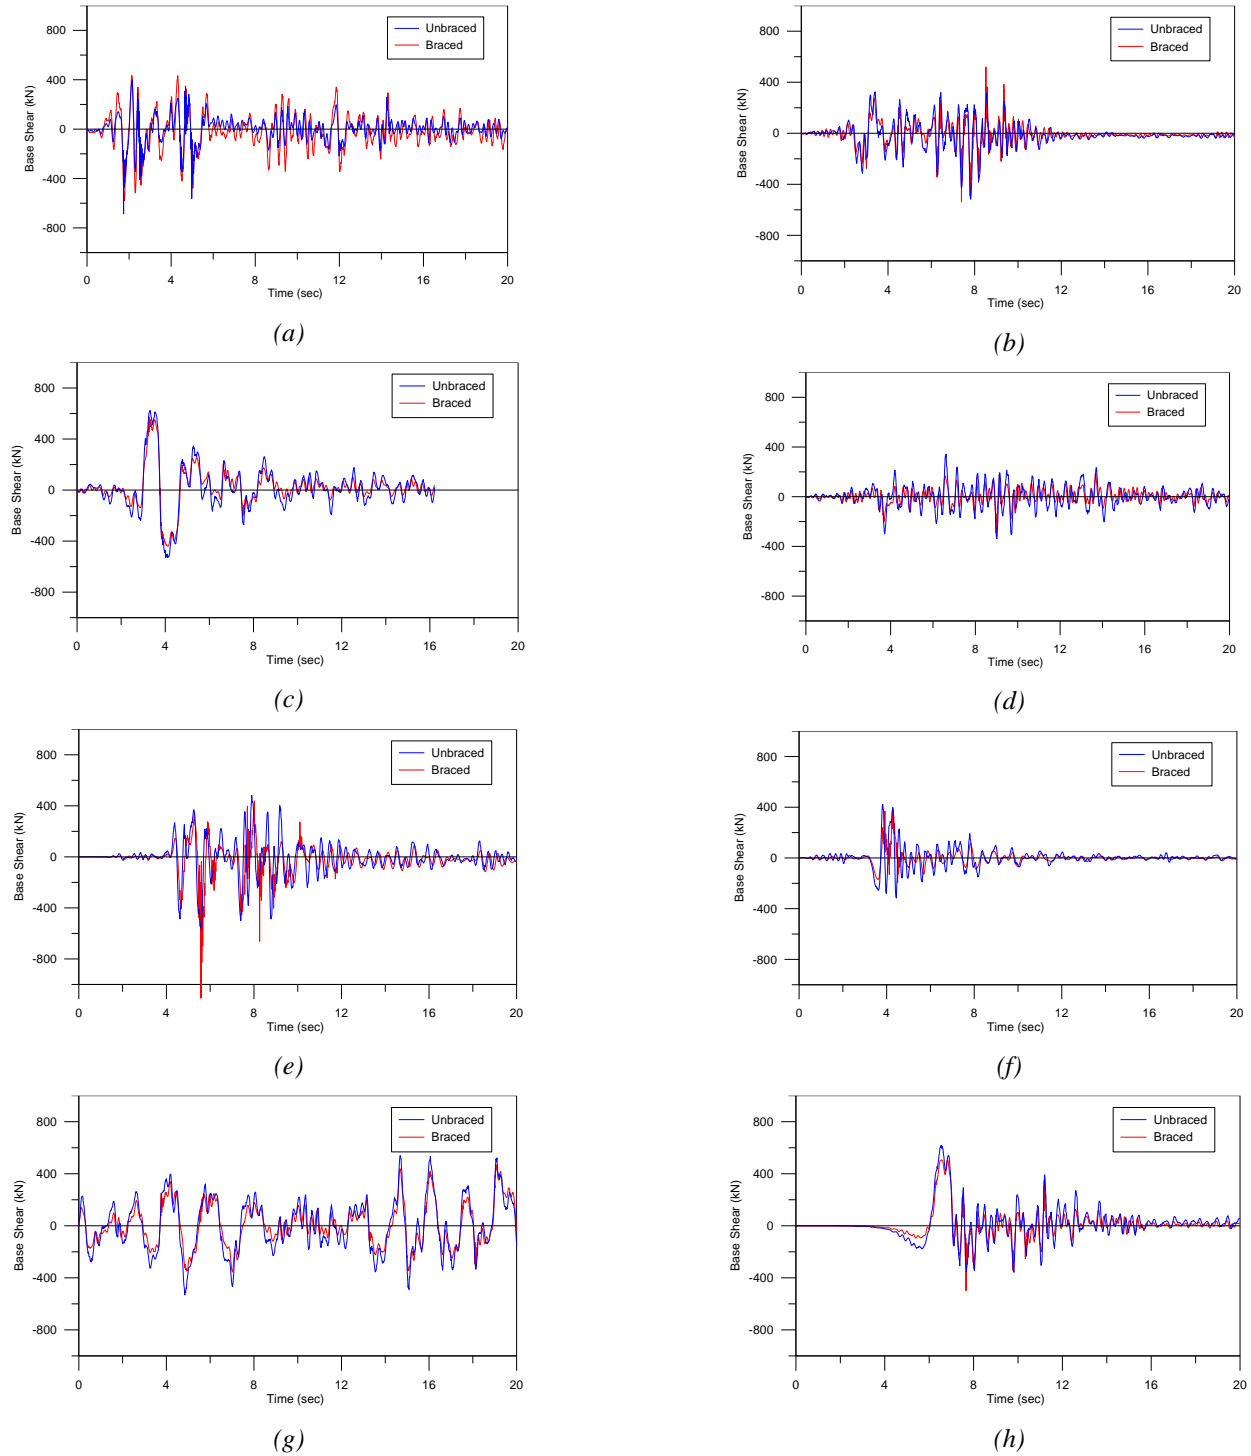 800
400
0
-400
-800
Base Shear (kN)
Unbraced
Braced
0 4 8 12 16 20
Time (sec)
(a)
800
400
0
-400
-800
Base Shear (kN)
Unbraced
Braced
0 4 8 12 16 20
Time (sec)
(b)
800
400
0
-400
-800
Base Shear (kN)
Unbraced
Braced
0 4 8 12 16 20
Time (sec)
(c)
800
400
0
-400
-800
Base Shear (kN)
Unbraced
Braced
0 4 8 12 16 20
Time (sec)
(d)
800
400
0
-400
-800
Base Shear (kN)
Unbraced
Braced
0 4 8 12 16 20
Time (sec)
(e)
800
400
0
-400
-800
Base Shear (kN)
Unbraced
Braced
0 4 8 12 16 20
Time (sec)
(f)
800
400
0
-400
-800
Base Shear (kN)
Unbraced
Braced
0 4 8 12 16 20
Time (sec)
(g)
800
400
0
-400
-800
Base Shear (kN)
Unbraced
Braced
0 4 8 12 16 20
Time (sec)
(h)